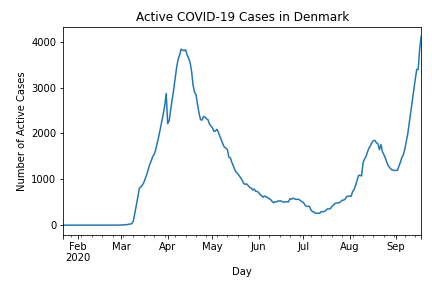 Active COVID-19 Cases in Denmark
Number of Active Cases
4000
3000
2000
1000
0
Feb Mar Apr May Jun Jul Aug Sep
2020
Day